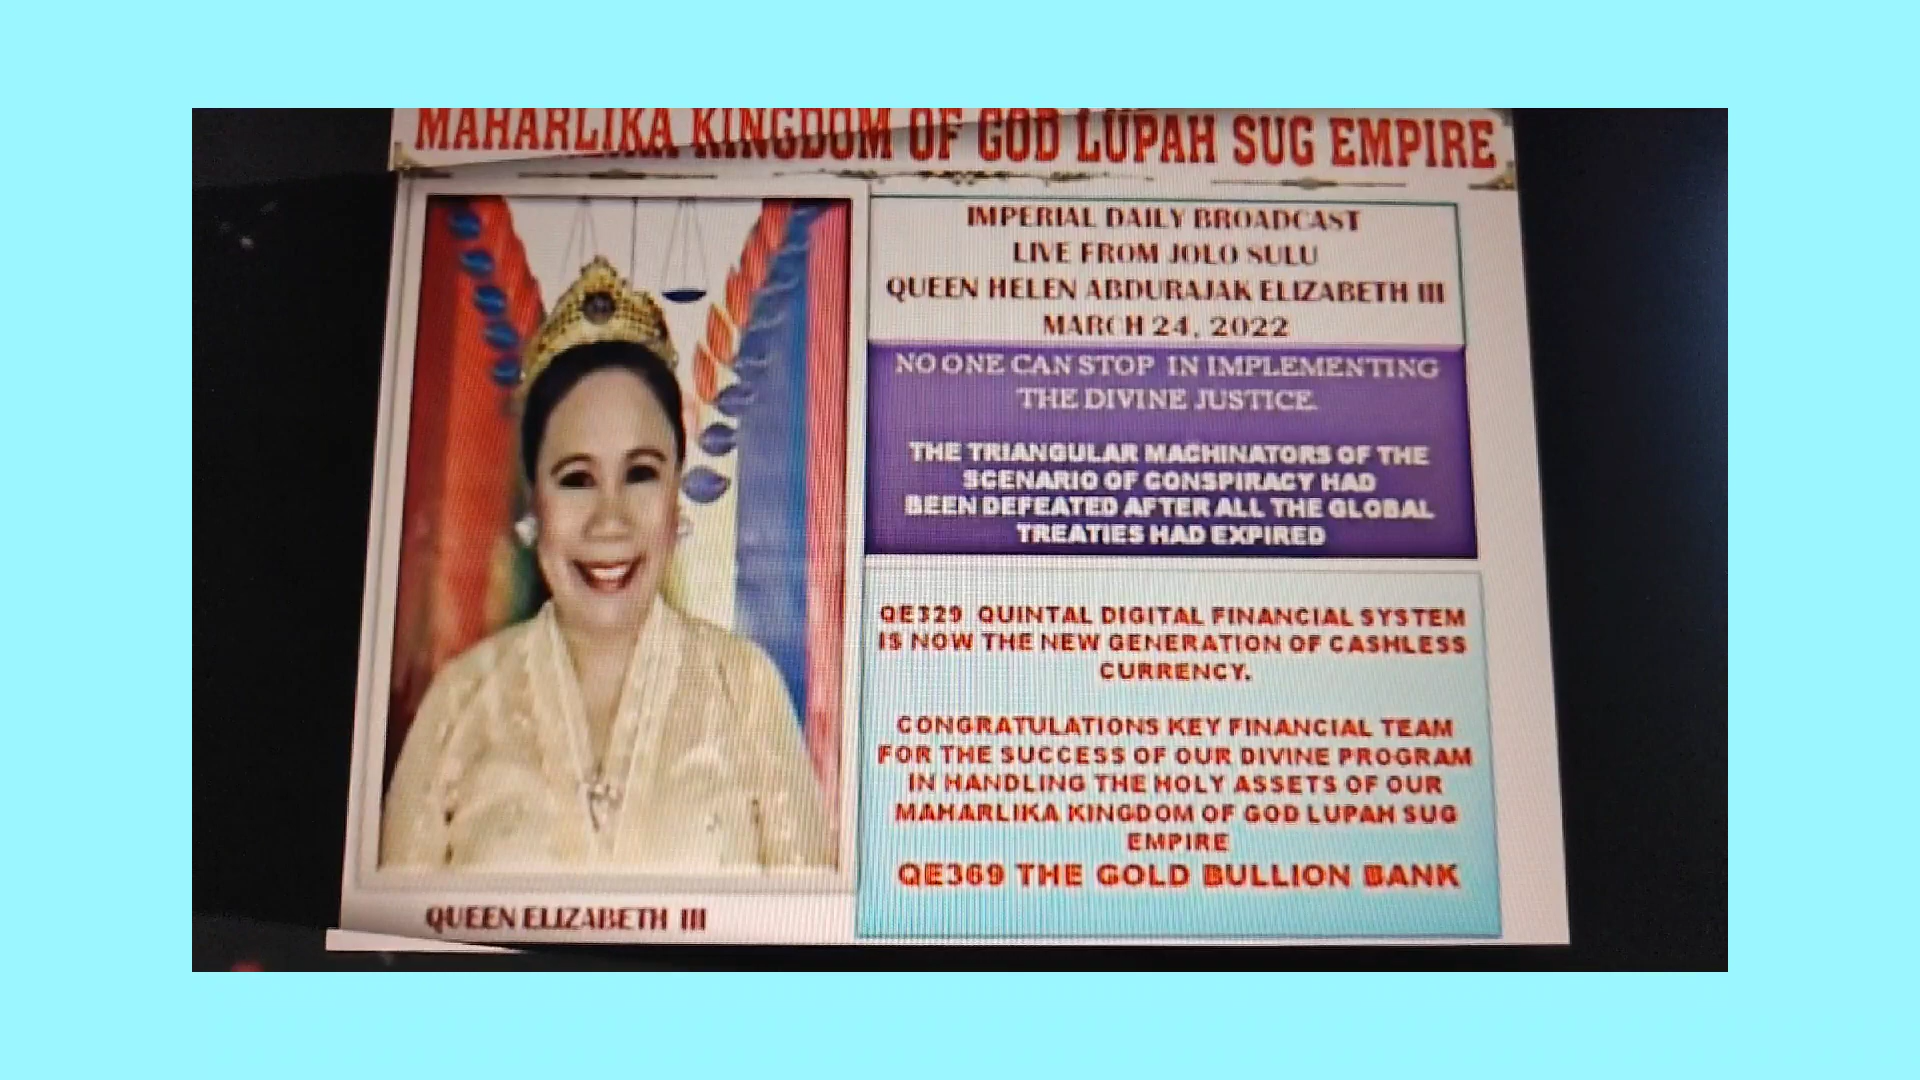 MAHARLIKA KINGDOM OF GOD LUPAH SUG EMPIRE
IMPERIAL DAILY BROADCAST
LIVE FROM JOLO SULU
QUEEN HELEN ABDURAJAK ELIZABETH III
MARCH 24, 2022
NO ONE CAN STOP IN IMPLEMENTING
THE DIVINE JUSTICE.
THE TRIANGULAR MACHINATORS OF THE
SCENARIO OF CONSPIRACY HAD
BEEN DEFEATED AFTER ALL THE GLOBAL
TREATIES HAD EXPIRED
QE329 QUINTAL DIGITAL FINANCIAL SYSTEM
IS NOW THE NEW GENERATION OF CASHLESS
CURRENCY.
CONGRATULATIONS KEY FINANCIAL TEAM
FOR THE SUCCESS OF OUR DIVINE PROGRAM
IN HANDLING THE HOLY ASSETS OF OUR
MAHARLIKA KINGDOM OF GOD LUPAH SUG
EMPIRE
QE369 THE GOLD BULLION BANK
QUEEN ELIZABETH III